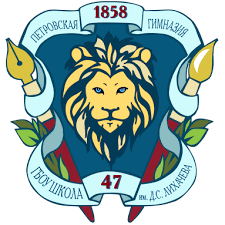 1858
ПЕТРОВСКАЯ ГИМНАЗИЯ
ГБОУ ШКОЛА
47
ИМ. Д.С. ЛИХАЧЕВА